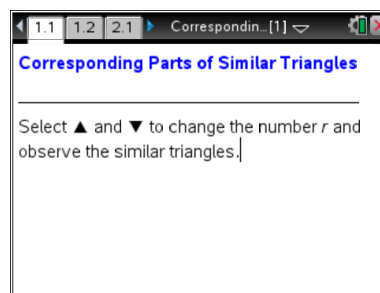 1.1 1.2 2.1 Correspondin...[1]
Corresponding Parts of Similar Triangles
Select ▲ and ▼ to change the number r and
observe the similar triangles.